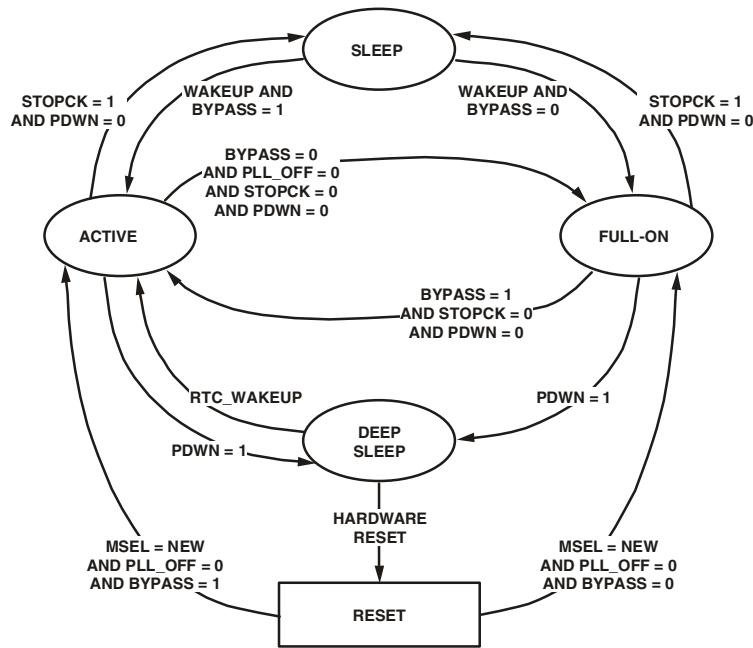 SLEEP
STOPCK = 1
AND PDWN = 0
WAKEUP AND
BYPASS = 1
WAKEUP AND
BYPASS = 0
STOPCK = 1
AND PDWN = 0
BYPASS = 0
AND PLL_OFF = 0
AND STOPCK = 0
AND PDWN = 0
ACTIVE
FULL-ON
BYPASS = 1
AND STOPCK = 0
AND PDWN = 0
RTC_WAKEUP
PDWN = 1
DEEP
SLEEP
PDWN = 1
HARDWARE
RESET
MSEL = NEW
AND PLL_OFF = 0
AND BYPASS = 1
MSEL = NEW
AND PLL_OFF = 0
AND BYPASS = 0
RESET